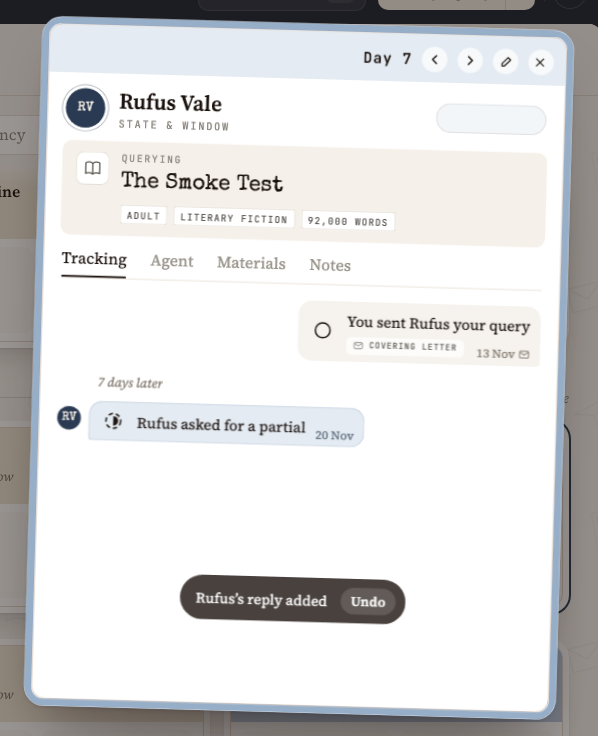 Day 7
RV
Rufus Vale
STATE & WINDOW
QUERYING
The Smoke Test
ADULT
LITERARY FICTION
92,000 WORDS
Tracking
Agent
Materials
Notes
You sent Rufus your query
COVERING LETTER
13 Nov
7 days later
RV
Rufus asked for a partial
20 Nov
Rufus's reply added
Undo
ncy
ine
ow
ow